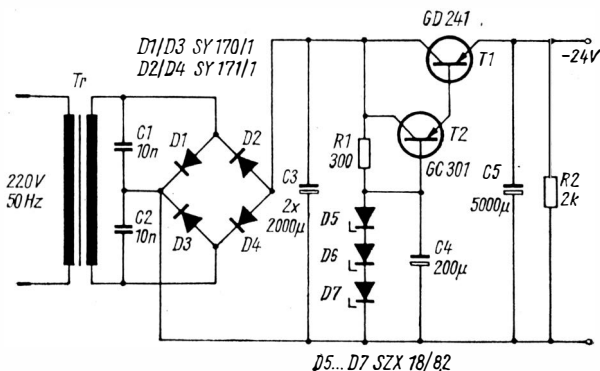 GD 241
D1/D3 SY 170/1
D2/D4 SY 171/1
T1
-24V
Tr
C1
10n
D1
D2
T2
R1
300
GC 301
220V
50 Hz
C3
2x
2000μ
C5
5000μ
R2
2k
C2
10n
D3
D4
D5
D6
D7
C4
200μ
D5... D7 SZX 18/8,2